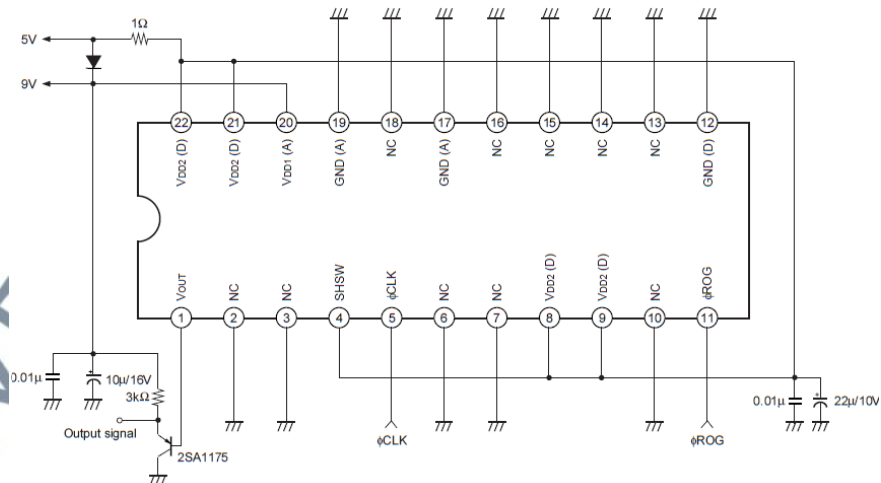 1Ω
5V
9V
22 21 20 19 18 17 16 15 14 13 12
VDD2 (D) VDD2 (D) VDD1 (A) GND (A) NC GND (A) NC NC NC NC GND (D)
VOUT NC NC SHSW ϕCLK NC NC VDD2 (D) VDD2 (D) NC ϕROG
1 2 3 4 5 6 7 8 9 10 11
0.01µ 10µ/16V
3kΩ
0.01µ 22µ/10V
Output signal
ϕCLK ϕROG
2SA1175